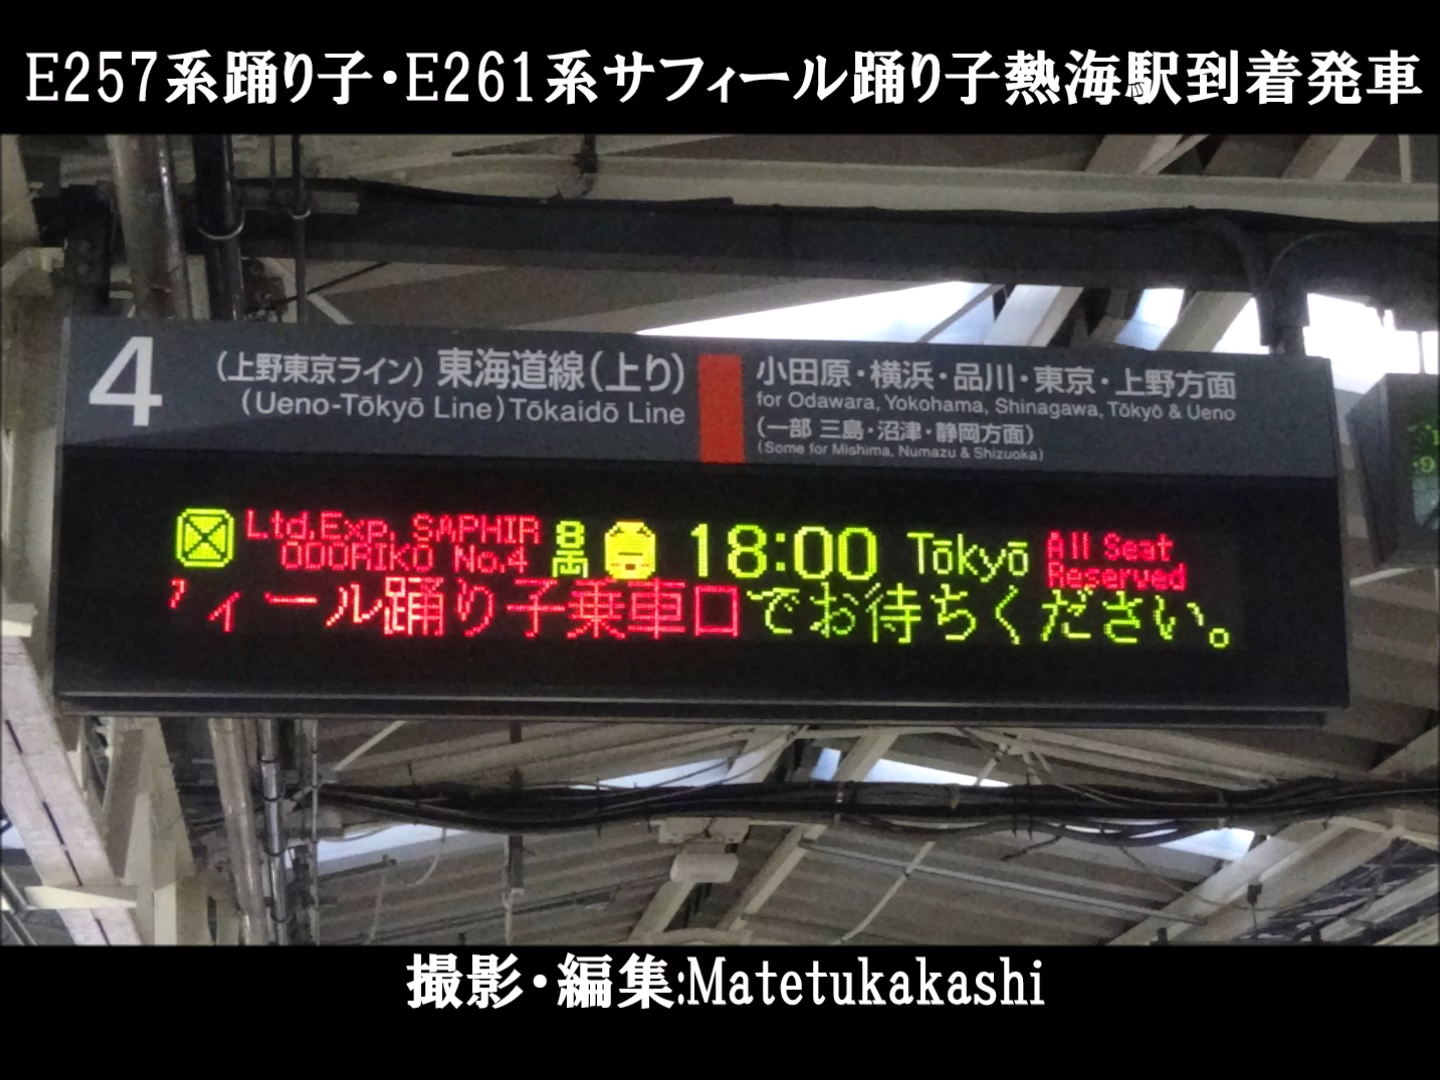 E257系踊り子・E261系サフィール踊り子熱海駅到着発車
4
(上野東京ライン) 東海道線(上り)
(Ueno-Tōkyō Line) Tōkaidō Line
小田原・横浜・品川・東京・上野方面
for Odawara, Yokohama, Shinagawa, Tōkyō & Ueno
(一部 三島・沼津・静岡方面)
(Some for Mishima, Numazu & Shizuoka)
Ltd.Exp. SAPHIR
ODORIKO No.4
8両
18:00
Tōkyō
All Seat
Reserved
フィール踊り子乗車口でお待ちください。
撮影・編集:Matetukakashi